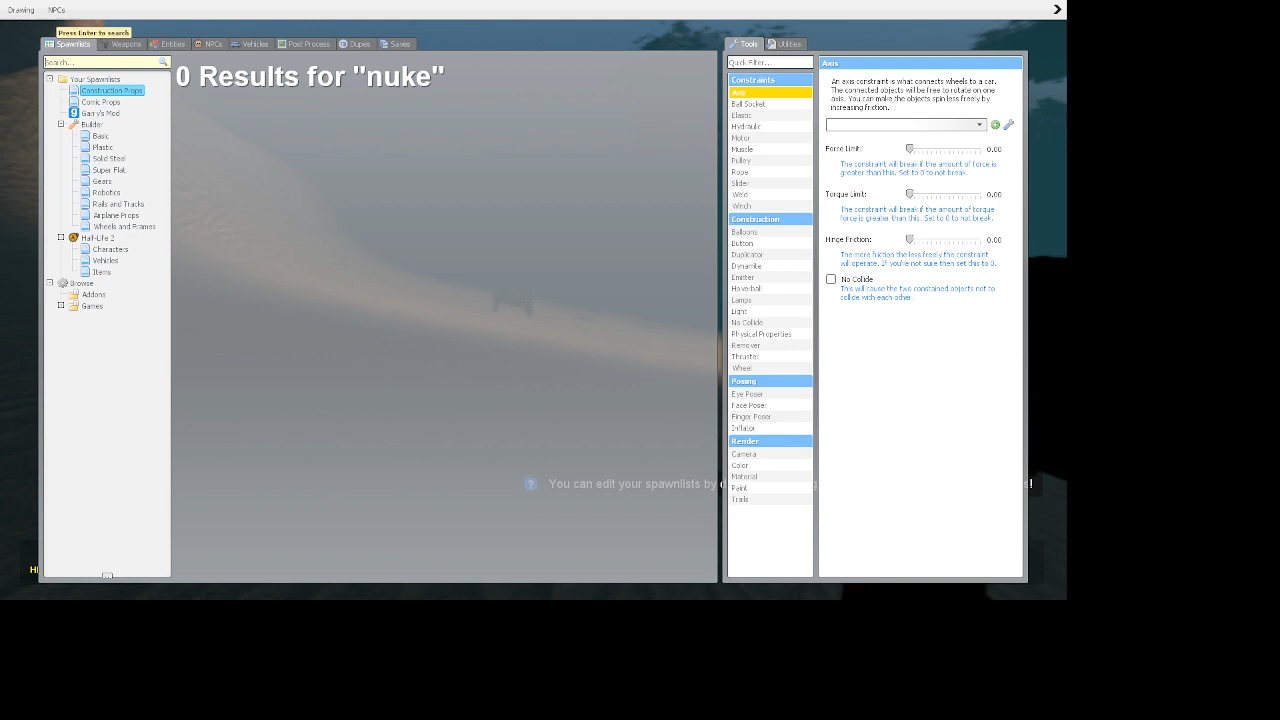 Drawing NPCs
Press Enter to search
Spawnlists Weapons Entities NPCs Vehicles Post Process Dupes Saves
Search...
0 Results for "nuke"
Your Spawnlists
Construction Props
Comic Props
Garry's Mod
Builder
Basic
Plastic
Solid Steel
Super Flat
Gears
Robotics
Rails and Tracks
Airplane Props
Wheels and Frames
Half-Life 2
Characters
Vehicles
Items
Browse
Addons
Games
You can edit your spawnlists by d
s!
Tools Utilities
Quick Filter...
Constraints
Axis
Ball Socket
Elastic
Hydraulic
Motor
Muscle
Pulley
Rope
Slider
Weld
Winch
Construction
Balloons
Button
Duplicator
Dynamite
Emitter
Hoverball
Lamps
Light
No Collide
Physical Properties
Remover
Thruster
Wheel
Posing
Eye Poser
Face Poser
Finger Poser
Inflator
Render
Camera
Color
Material
Paint
Trails
Axis
An axis constraint is what connects wheels to a car.
The connected objects will be free to rotate on one
axis. You can make the objects spin less freely by
increasing friction.
Force Limit: 0.00
The constraint will break if the amount of force is
greater than this. Set to 0 to not break.
Torque Limit: 0.00
The constraint will break if the amount of torque
force is greater than this. Set to 0 to not break.
Hinge Friction: 0.00
The more friction the less freely the constraint
will operate. If you're not sure then set this to 0.
No Collide
This will cause the two constained objects not to
collide with each other.